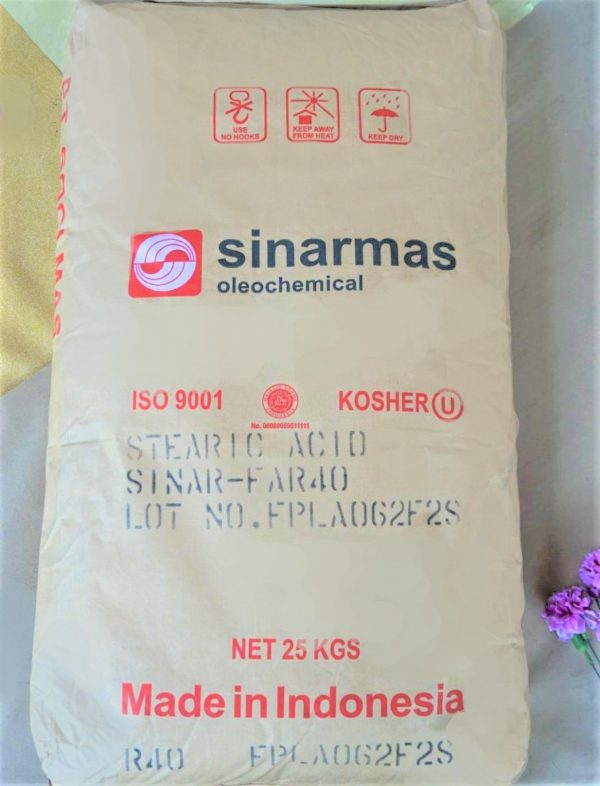 USE
NO HOOKS
KEEP AWAY
FROM HEAT
KEEP DRY
sinarmas
oleochemical
ISO 9001
KOSHER U
STEARIC ACID
SINAR-FAR40
LOT NO.FPLA062F2S
NET 25 KGS
Made in Indonesia
R40 FPLA062F2S